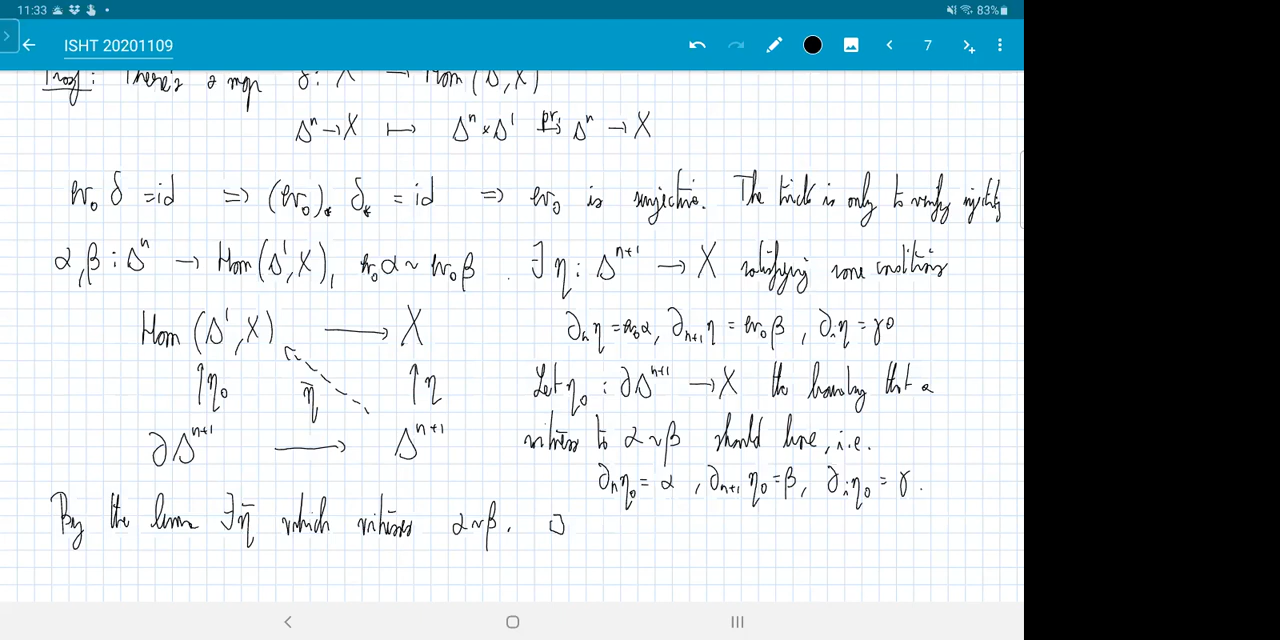 11:33 83%
ISHT 20201109 7
Proof: There's a map δ: X → Hom(Δ¹, X)
Δⁿ → X ↦ Δⁿ × Δ¹ pr₁→ Δⁿ → X
ev₀ δ = id ⇒ (ev₀)_* δ_* = id ⇒ ev₀ is surjective. The trick is only to verify injectivity
α, β : Δⁿ → Hom(Δ¹, X), ev₀α ~ ev₀β. ∃ η : Δⁿ⁺¹ → X satisfying some conditions
Hom(Δ¹, X) → X ∂ₙη = ev₀α, ∂ₙ₊₁η = ev₀β, ∂ᵢη = γ0
↑η₀ η̄ ↑η Let η₀ : ∂Δⁿ⁺¹ → X the boundary that a
∂Δⁿ⁺¹ → Δⁿ⁺¹ witness to α~β should have, i.e.
∂ₙη₀ = α, ∂ₙ₊₁η₀ = β, ∂ᵢη₀ = γ.
By the lemma ∃η̄ which witnesses α~β. □